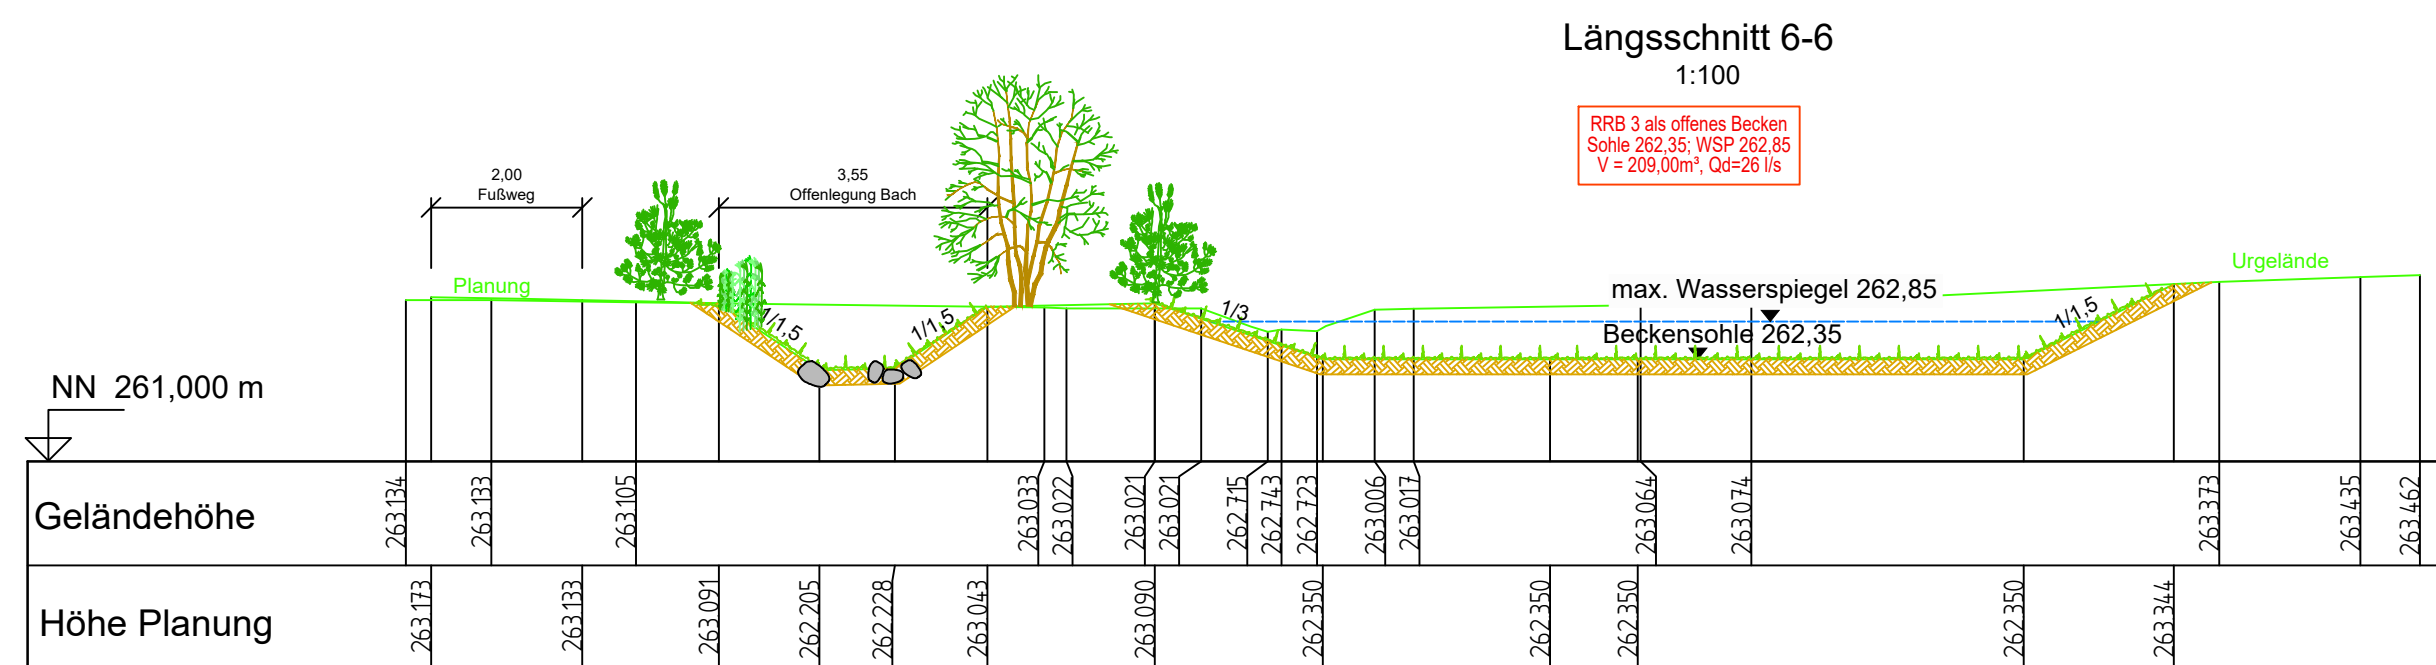 Längsschnitt 6-6
1:100
RRB 3 als offenes Becken
Sohle 262,35; WSP 262,85
V = 209,00m³, Qd=26 l/s
2,00
Fußweg
3,55
Offenlegung Bach
Planung
Urgelände
1/1,5
1/1,5
1/3
max. Wasserspiegel 262,85
Beckensohle 262,35
1/1,5
NN 261,000 m
Geländehöhe
263.134
263.133
263.105
263.033
263.022
263.021
263.021
262.715
262.743
262.723
263.006
263.017
263.064
263.074
263.373
263.435
263.462
Höhe Planung
263.173
263.133
263.091
262.205
262.228
263.043
263.090
262.350
262.350
262.350
262.350
263.344